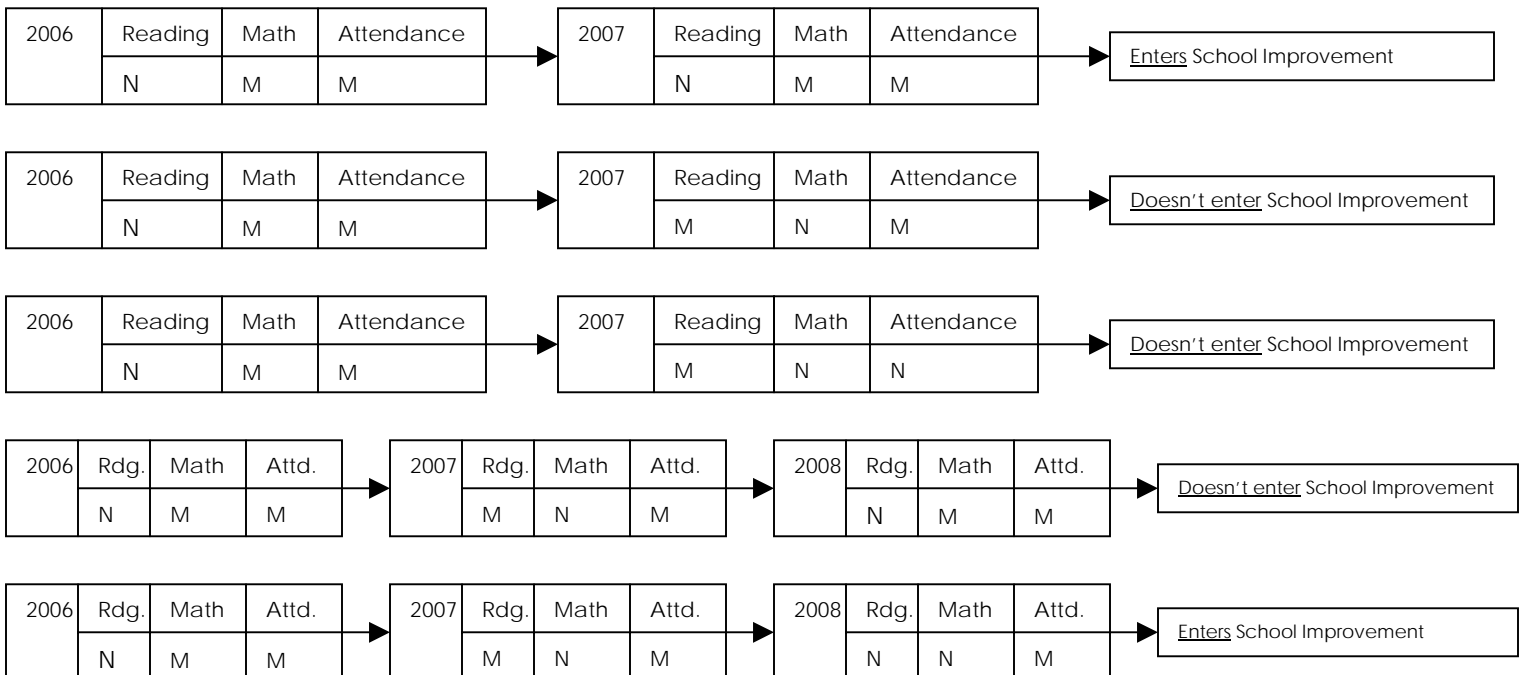 2006 Reading Math Attendance 2007 Reading Math Attendance
Enters School Improvement
N M M N M M
2006 Reading Math Attendance 2007 Reading Math Attendance
Doesn't enter School Improvement
N M M M N M
2006 Reading Math Attendance 2007 Reading Math Attendance
Doesn't enter School Improvement
N M M M N N
2006 Rdg. Math Attd. 2007 Rdg. Math Attd. 2008 Rdg. Math Attd.
Doesn't enter School Improvement
N M M M N M N M M
2006 Rdg. Math Attd. 2007 Rdg. Math Attd. 2008 Rdg. Math Attd.
Enters School Improvement
N M M M N M N N M